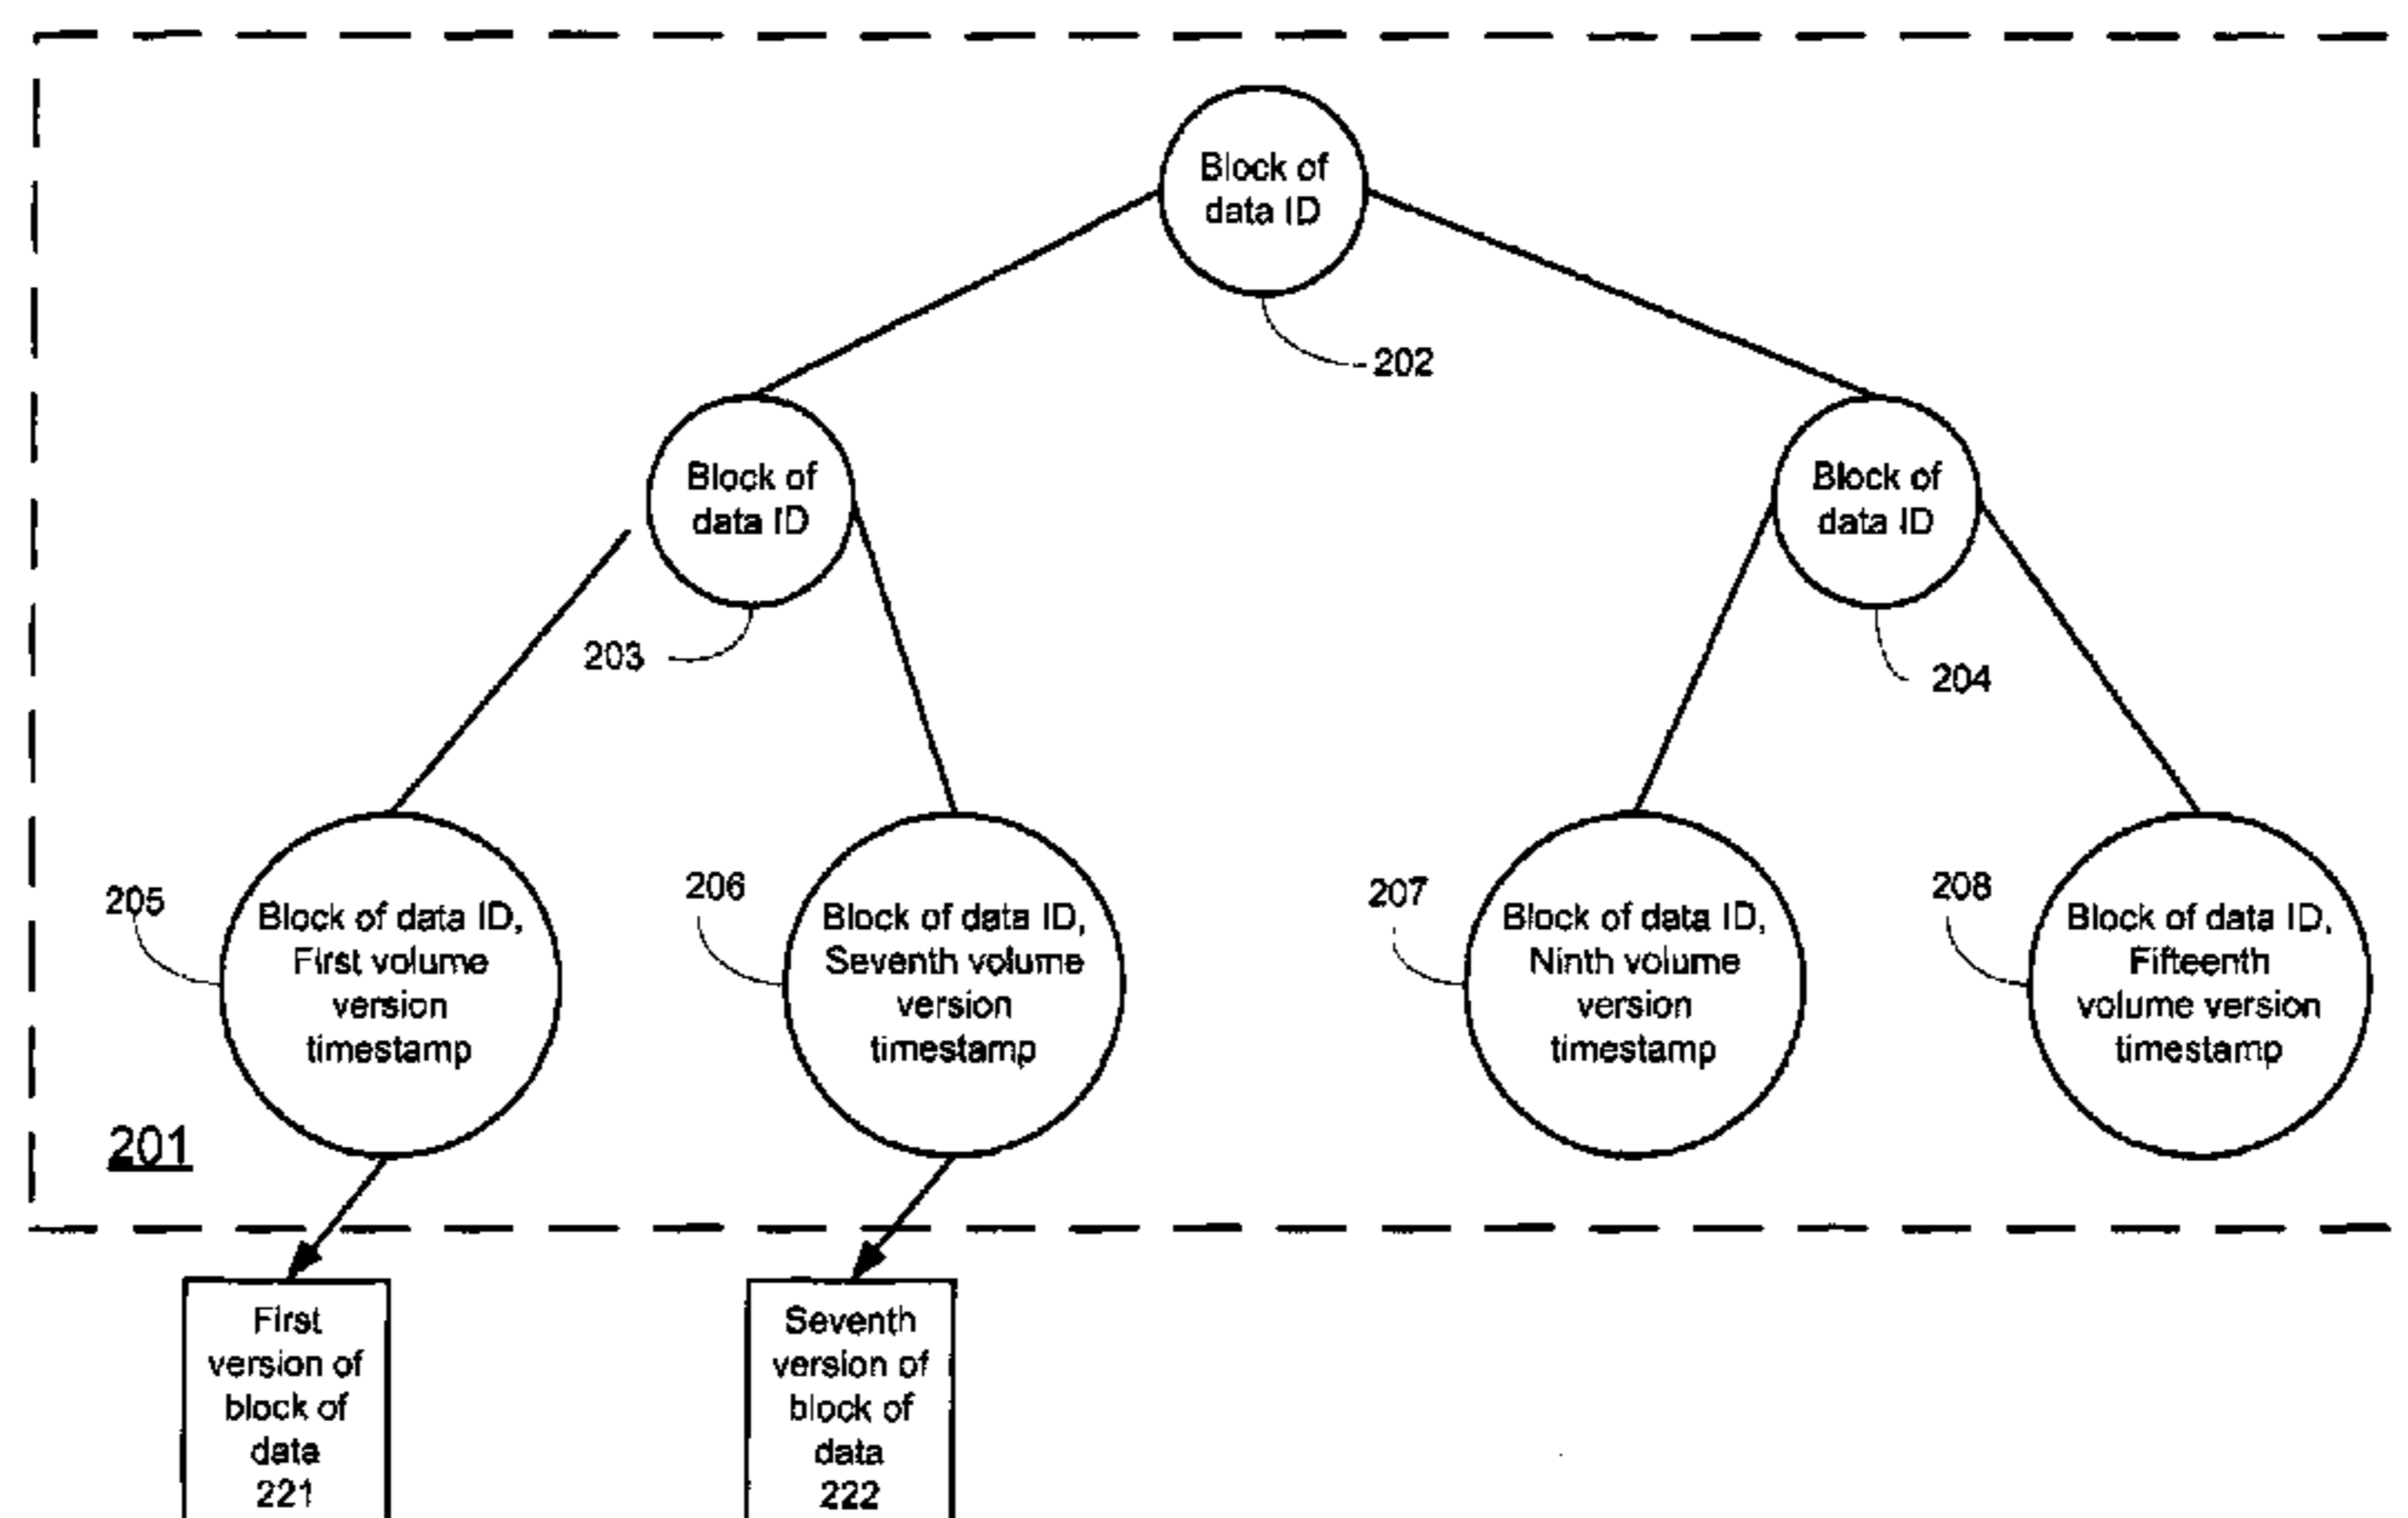 Block of
data ID
202
Block of
data ID
203
Block of
data ID
204
205
Block of data ID,
First volume
version
timestamp
206
Block of data ID,
Seventh volume
version
timestamp
207
Block of data ID,
Ninth volume
version
timestamp
208
Block of data ID,
Fifteenth
volume version
timestamp
201
First
version of
block of
data
221
Seventh
version of
block of
data
222